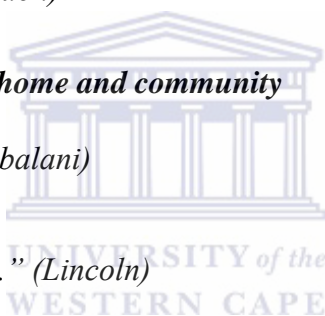 home and community
balani)
.” (Lincoln)
UNIVERSITY of the
WESTERN CAPE